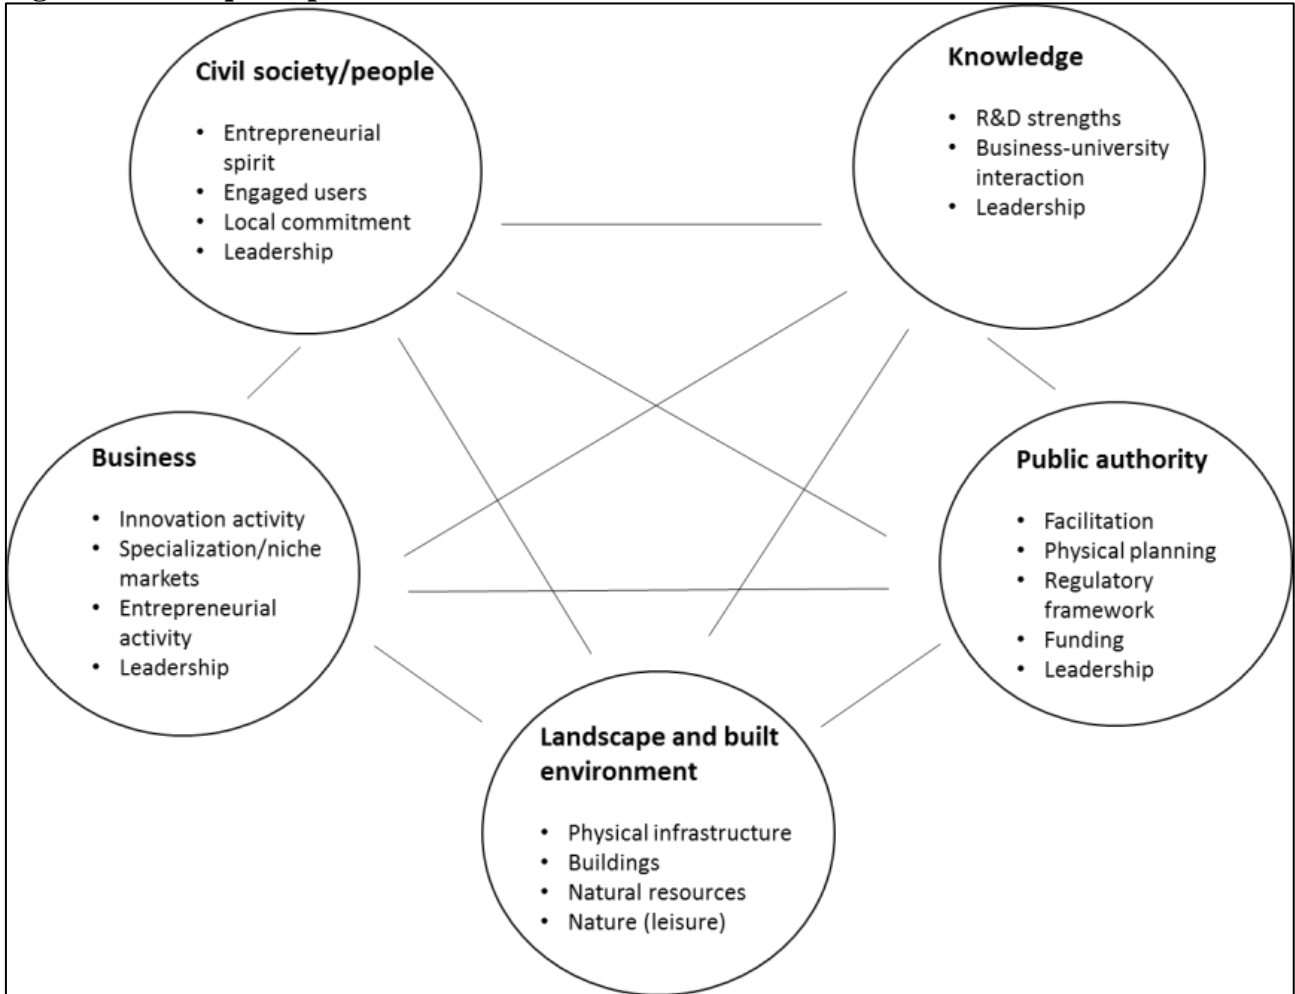 Civil society/people
• Entrepreneurial
spirit
• Engaged users
• Local commitment
• Leadership
Knowledge
• R&D strengths
• Business-university
interaction
• Leadership
Business
• Innovation activity
• Specialization/niche
markets
• Entrepreneurial
activity
• Leadership
Public authority
• Facilitation
• Physical planning
• Regulatory
framework
• Funding
• Leadership
Landscape and built
environment
• Physical infrastructure
• Buildings
• Natural resources
• Nature (leisure)